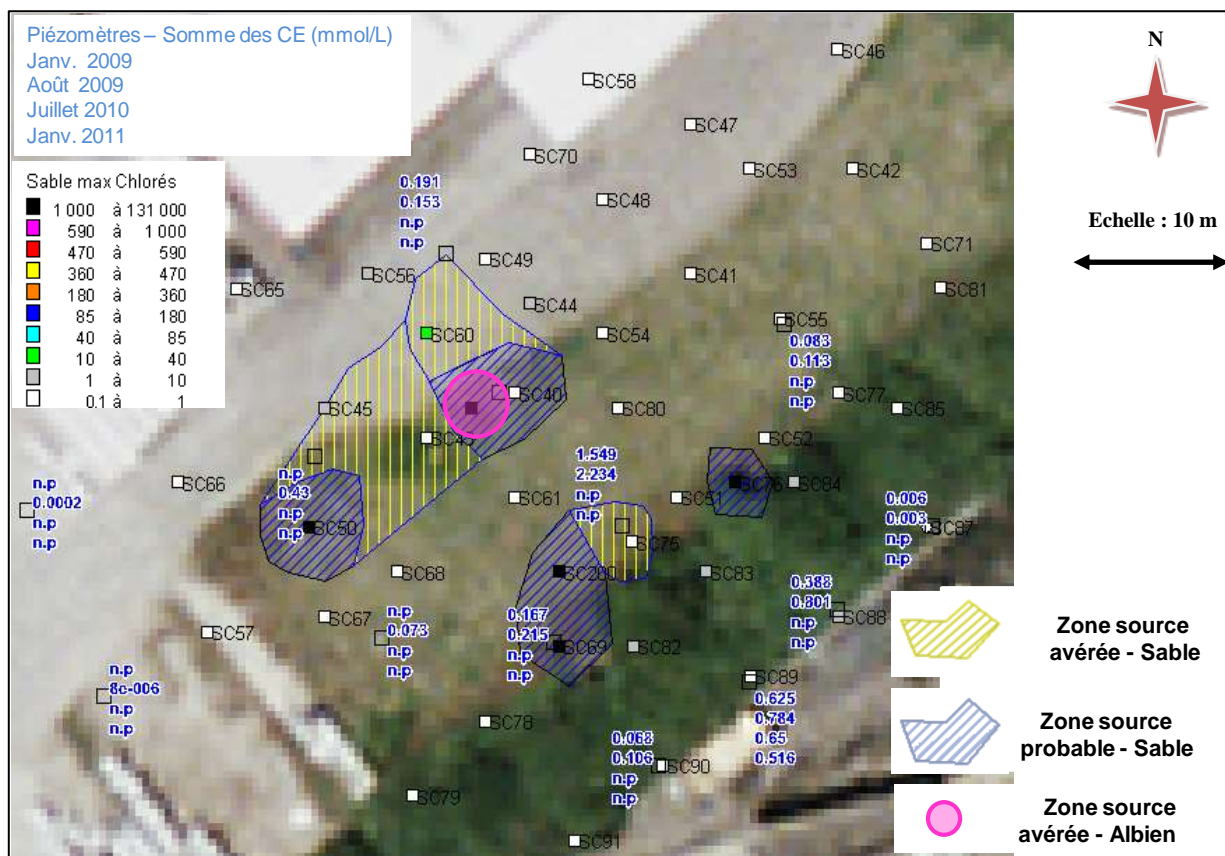 Piézomètres – Somme des CE (mmol/L)
Janv. 2009
Août 2009
Juillet 2010
Janv. 2011
Sable max Chlorés
1 000 à 131 000
590 à 1 000
470 à 590
360 à 470
180 à 360
85 à 180
40 à 85
10 à 40
1 à 10
0.1 à 1
N
Echelle : 10 m
SC46
SC58
SC47
SC70
SC53
SC42
0.191
0.153
n.p
n.p
SC48
SC71
SC49
SC56
SC41
SC65
SC81
SC44
SC55
SC60
SC54
0.083
0.113
n.p
n.p
SC40
SC77
SC45
SC80
SC85
SC43
SC52
1.549
2.234
n.p
n.p
n.p
0.43
n.p
n.p
n.p
0.0002
n.p
n.p
SC66
SC61
SC51
SC76
SC84
0.006
0.003
n.p
n.p
SC87
SC50
SC75
SC68
SC200
SC83
0.388
0.801
n.p
n.p
SC88
SC67
SC57
n.p
0.073
n.p
n.p
0.167
0.215
n.p
n.p
SC69
SC82
n.p
8e-006
n.p
n.p
SC89
0.625
0.784
0.65
0.516
SC78
0.068
0.106
n.p
n.p
SC90
SC79
SC91
Zone source
avérée - Sable
Zone source
probable - Sable
Zone source
avérée - Albien